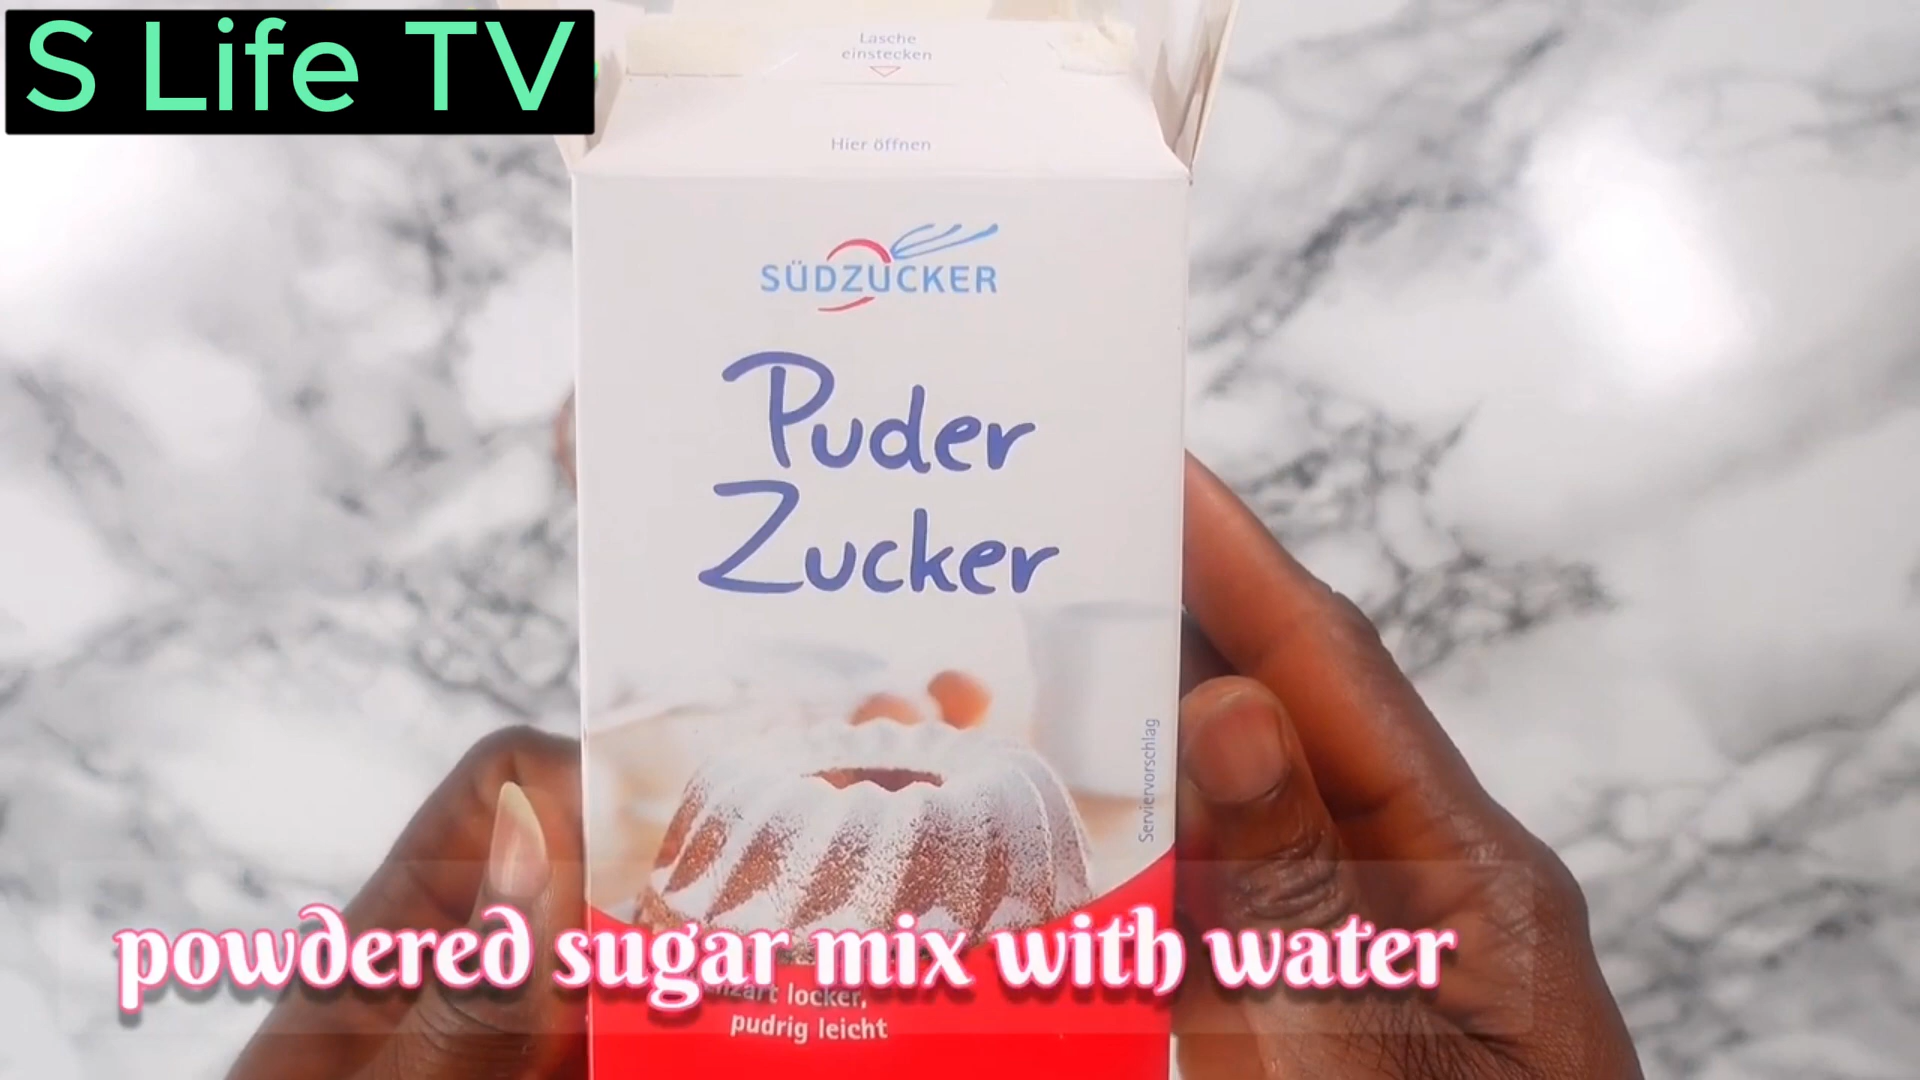 S Life TV
Lasche
einstecken
Hier öffnen
SÜDZUCKER
Puder
Zucker
Serviervorschlag
powdered sugar mix with water
locker,
pudrig leicht